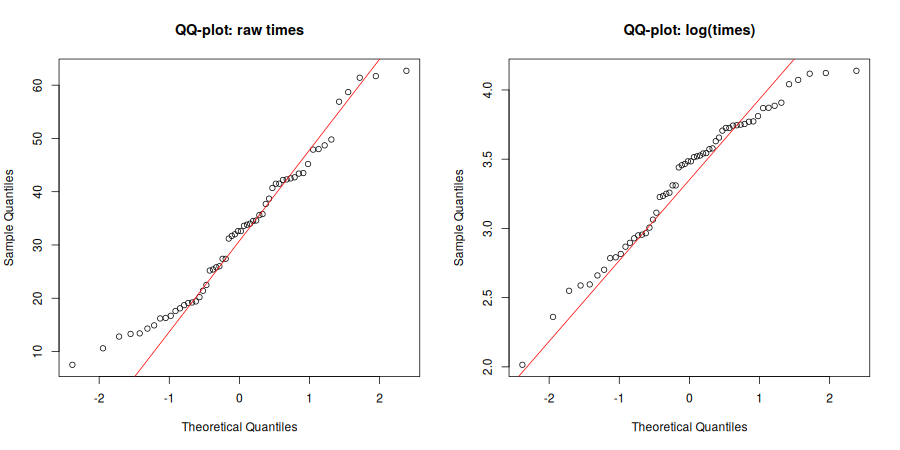 QQ-plot: raw times
Sample Quantiles
60
50
40
30
20
10
-2 -1 0 1 2
Theoretical Quantiles
QQ-plot: log(times)
Sample Quantiles
4.0
3.5
3.0
2.5
2.0
-2 -1 0 1 2
Theoretical Quantiles